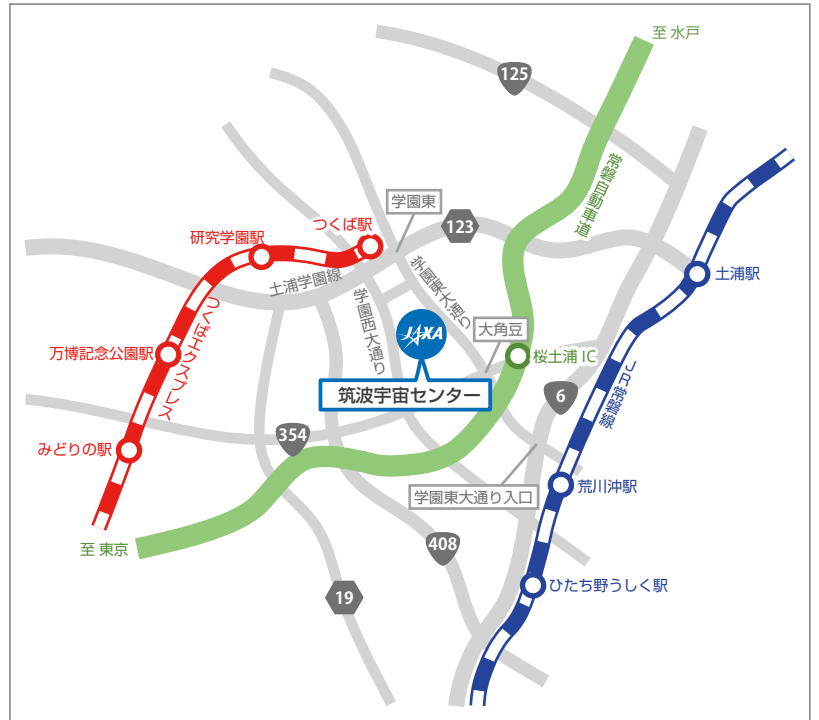 至 水戸
125
常磐自動車道
学園東
つくば駅
123
研究学園駅
土浦学園線
学園東大通り
土浦駅
つくばエクスプレス
学園西大通り
JAXA
大角豆
万博記念公園駅
桜土浦 IC
筑波宇宙センター
6
JR常磐線
354
みどりの駅
荒川沖駅
学園東大通り入口
至 東京
408
ひたち野うしく駅
19